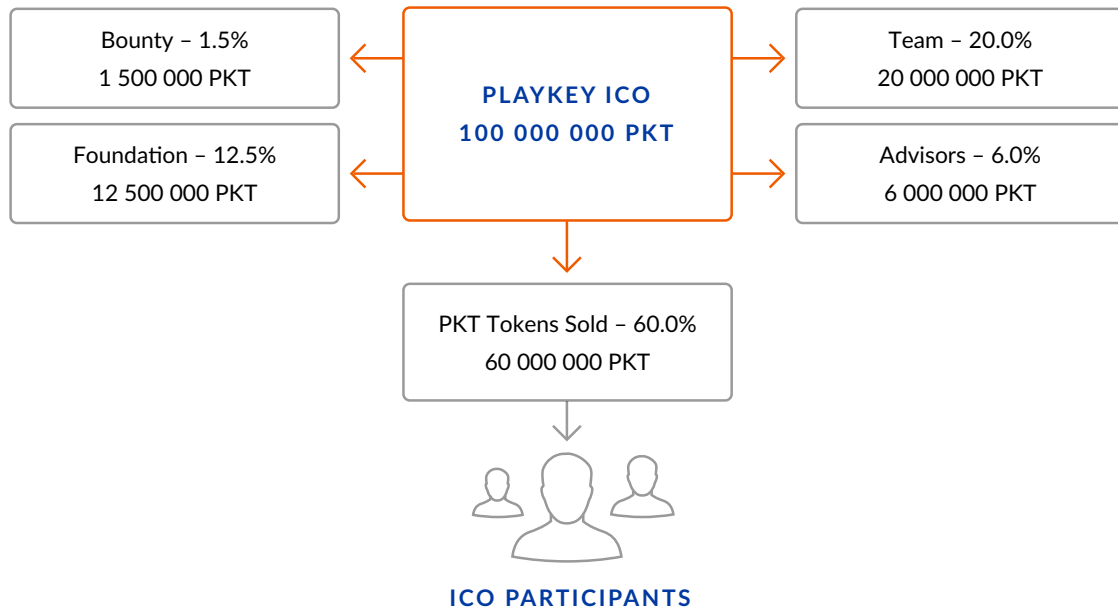 Bounty – 1.5%
1 500 000 PKT
Foundation – 12.5%
12 500 000 PKT
PLAYKEY ICO
100 000 000 PKT
Team – 20.0%
20 000 000 PKT
Advisors – 6.0%
6 000 000 PKT
PKT Tokens Sold – 60.0%
60 000 000 PKT
ICO PARTICIPANTS